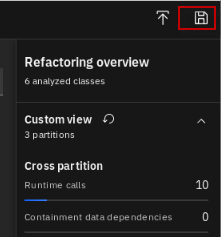 Refactoring overview
6 analyzed classes
Custom view
3 partitions
Cross partition
Runtime calls 10
Containment data dependencies 0